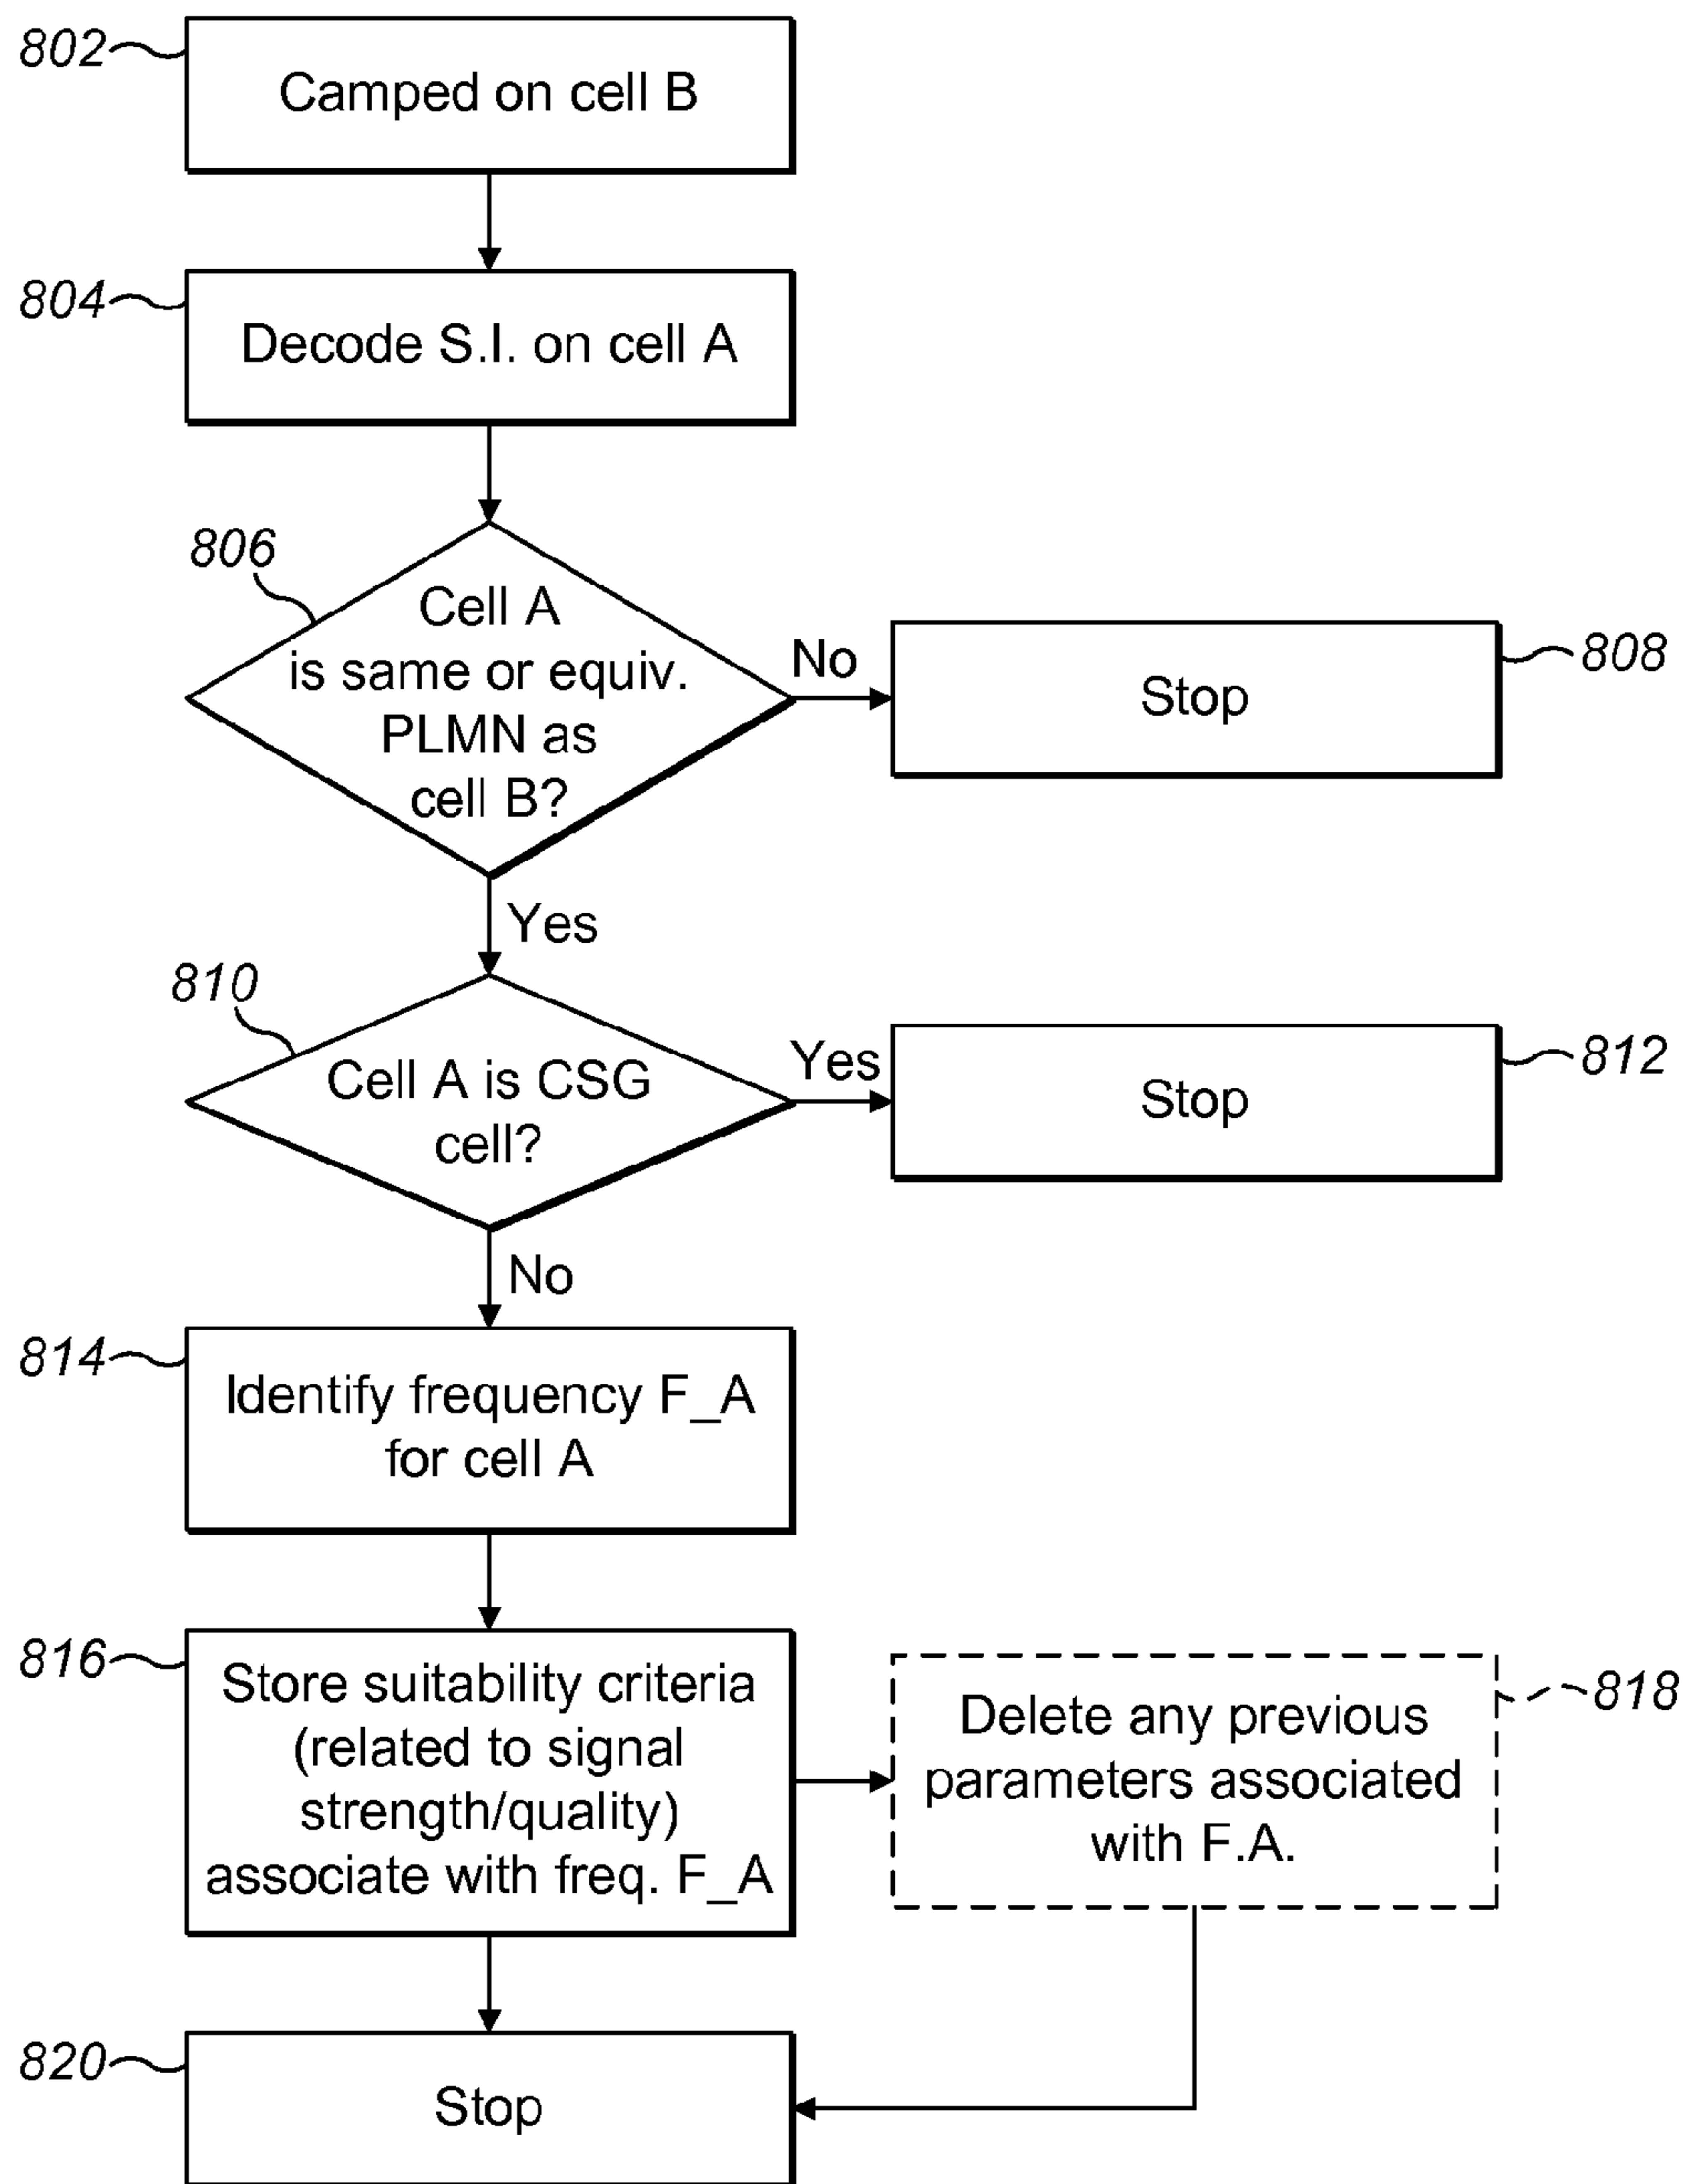 802
Camped on cell B
804
Decode S.I. on cell A
806
Cell A
is same or equiv.
PLMN as
cell B?
No
Stop
808
Yes
810
Cell A is CSG
cell?
Yes
Stop
812
No
814
Identify frequency F_A
for cell A
816
Store suitability criteria
(related to signal
strength/quality)
associate with freq. F_A
Delete any previous
parameters associated
with F.A.
818
820
Stop